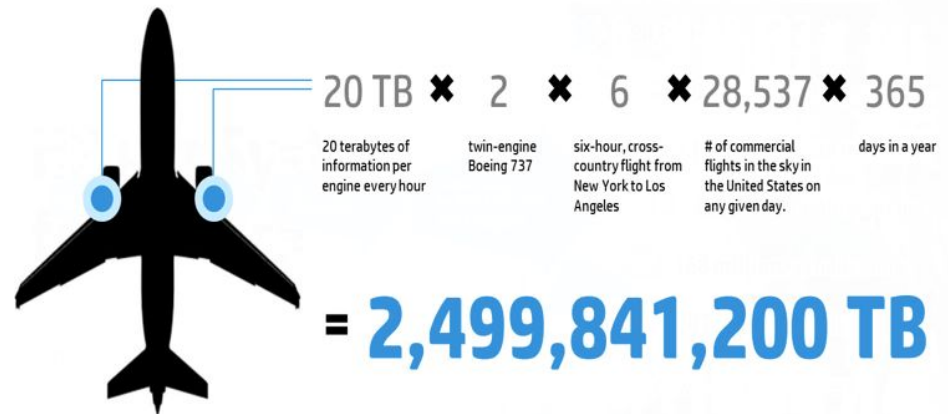 20 TB ✖ 2 ✖ 6 ✖ 28,537 ✖ 365
20 terabytes of
information per
engine every hour
twin-engine
Boeing 737
six-hour, cross-
country flight from
New York to Los
Angeles
# of commercial
flights in the sky in
the United States on
any given day.
days in a year
= 2,499,841,200 TB